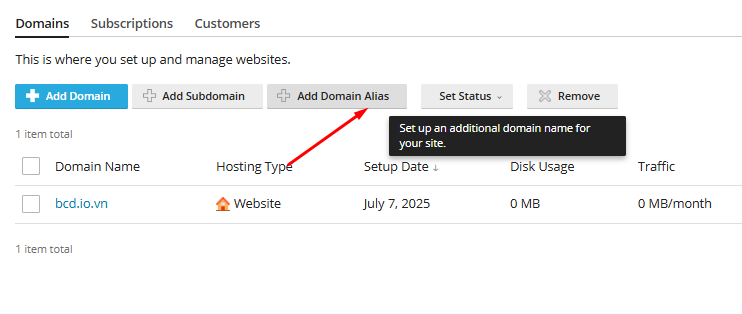 Domains Subscriptions Customers
This is where you set up and manage websites.
Add Domain Add Subdomain Add Domain Alias Set Status Remove
1 item total
Set up an additional domain name for
your site.
Domain Name Hosting Type Setup Date ↓ Disk Usage Traffic
bcd.io.vn Website July 7, 2025 0 MB 0 MB/month
1 item total